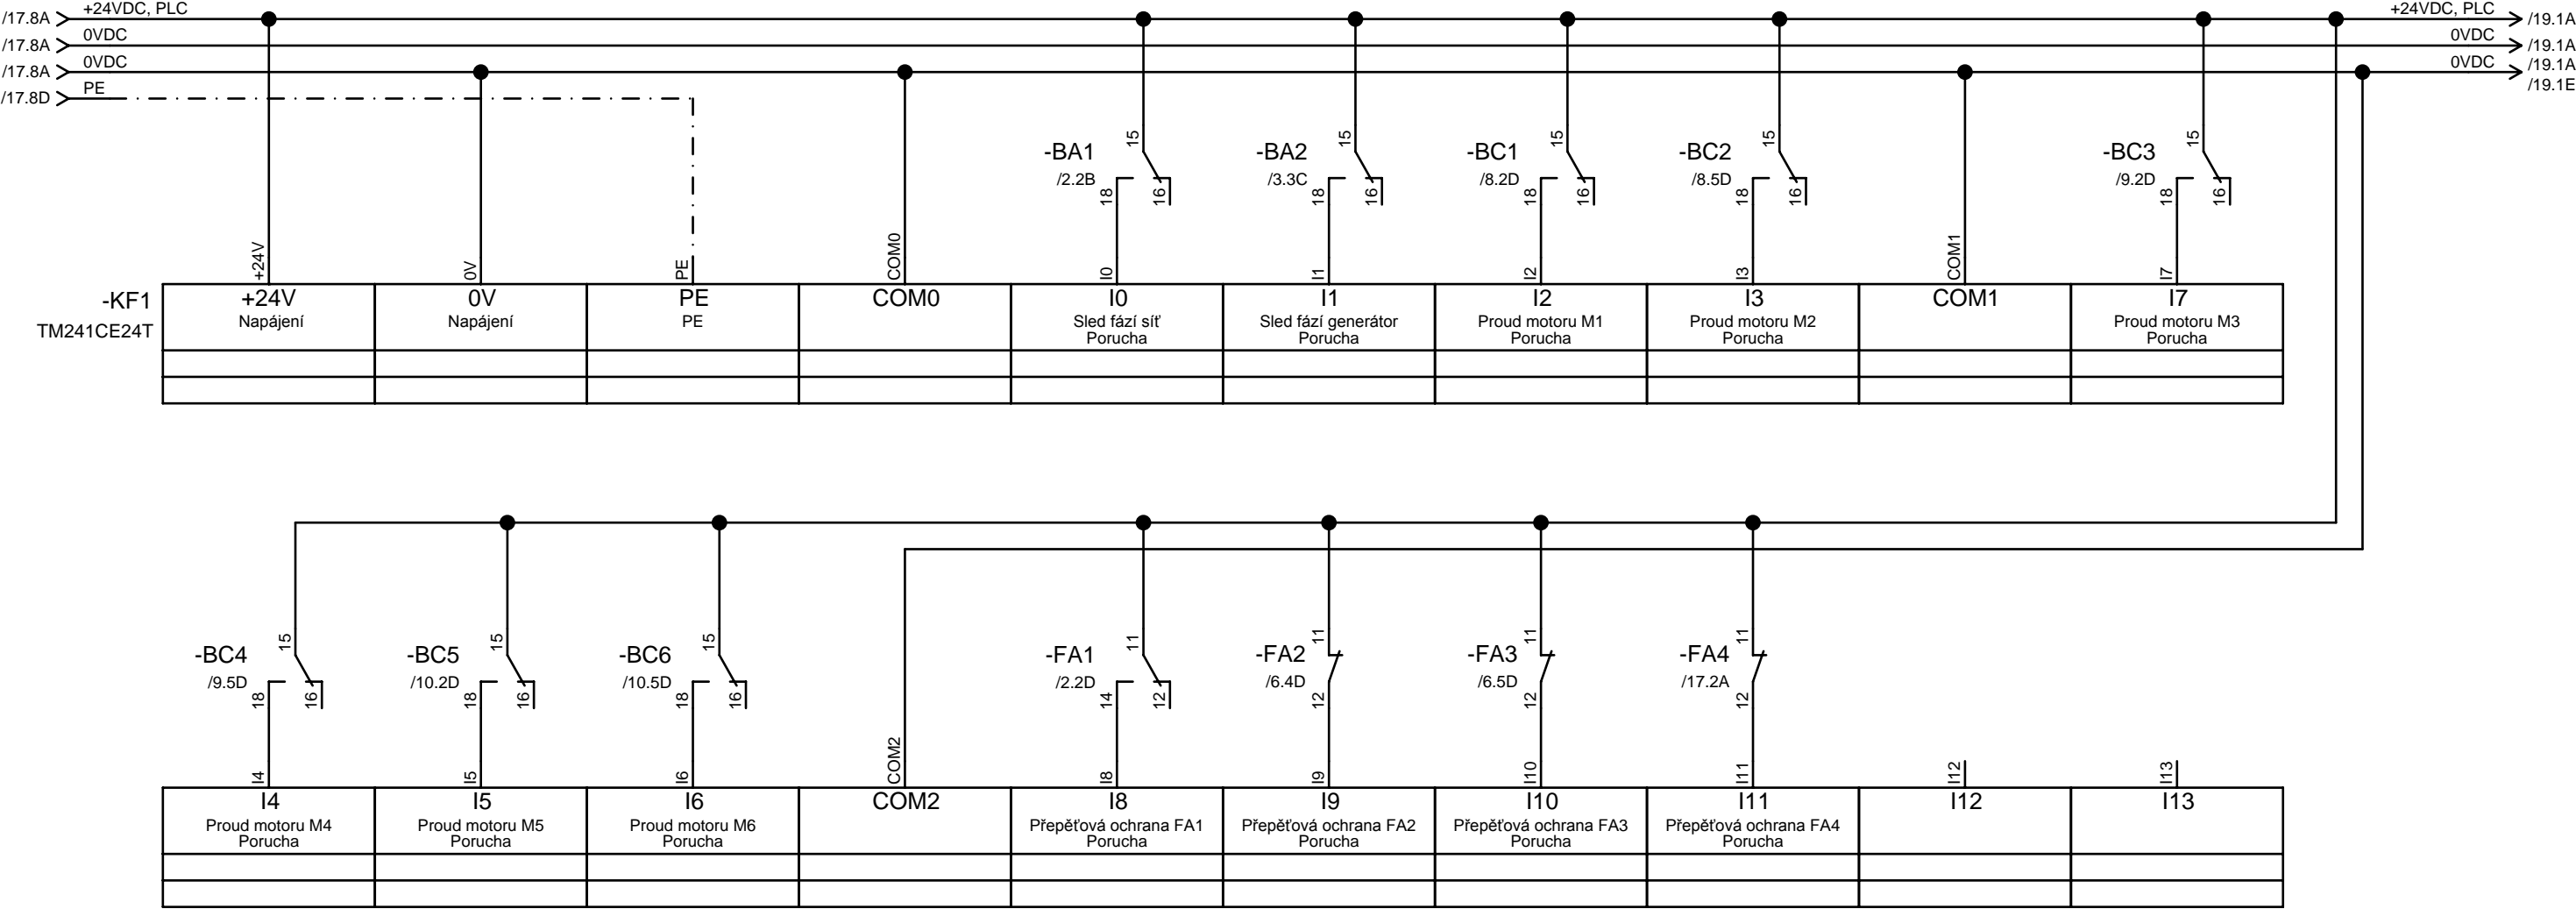 /17.8A
+24VDC, PLC
+24VDC, PLC
/19.1A
/17.8A
0VDC
0VDC
/19.1A
/17.8A
0VDC
0VDC
/19.1A
/17.8D
PE
/19.1E
-BA1
/2.2B
15
18
16
-BA2
/3.3C
15
18
16
-BC1
/8.2D
15
18
16
-BC2
/8.5D
15
18
16
-BC3
/9.2D
15
18
16
+24V
0V
PE
COM0
I0
I1
I2
I3
COM1
I7
-KF1
TM241CE24T
+24V
Napájení
0V
Napájení
PE
PE
COM0
I0
Sled fází síť
Porucha
I1
Sled fází generátor
Porucha
I2
Proud motoru M1
Porucha
I3
Proud motoru M2
Porucha
COM1
I7
Proud motoru M3
Porucha
-BC4
/9.5D
15
18
16
-BC5
/10.2D
15
18
16
-BC6
/10.5D
15
18
16
-FA1
/2.2D
11
14
12
-FA2
/6.4D
11
12
-FA3
/6.5D
11
12
-FA4
/17.2A
11
12
I4
I5
I6
COM2
I8
I9
I10
I11
I12
I13
I4
Proud motoru M4
Porucha
I5
Proud motoru M5
Porucha
I6
Proud motoru M6
Porucha
COM2
I8
Přepěťová ochrana FA1
Porucha
I9
Přepěťová ochrana FA2
Porucha
I10
Přepěťová ochrana FA3
Porucha
I11
Přepěťová ochrana FA4
Porucha
I12
I13